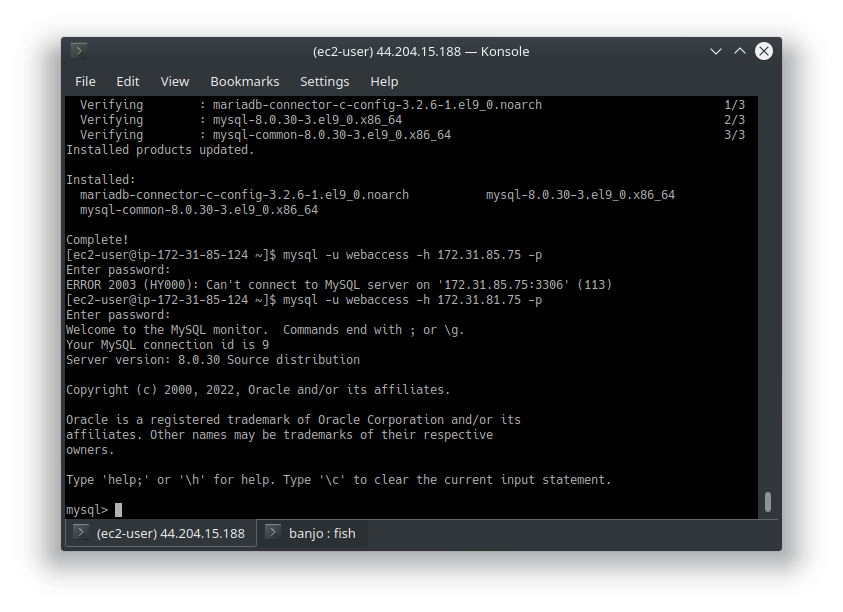 (ec2-user) 44.204.15.188 — Konsole
File Edit View Bookmarks Settings Help
  Verifying        : mariadb-connector-c-config-3.2.6-1.el9_0.noarch                          1/3
  Verifying        : mysql-8.0.30-3.el9_0.x86_64                                              2/3
  Verifying        : mysql-common-8.0.30-3.el9_0.x86_64                                       3/3
Installed products updated.

Installed:
  mariadb-connector-c-config-3.2.6-1.el9_0.noarch           mysql-8.0.30-3.el9_0.x86_64
  mysql-common-8.0.30-3.el9_0.x86_64

Complete!
[ec2-user@ip-172-31-85-124 ~]$ mysql -u webaccess -h 172.31.85.75 -p
Enter password:
ERROR 2003 (HY000): Can't connect to MySQL server on '172.31.85.75:3306' (113)
[ec2-user@ip-172-31-85-124 ~]$ mysql -u webaccess -h 172.31.81.75 -p
Enter password:
Welcome to the MySQL monitor.  Commands end with ; or \g.
Your MySQL connection id is 9
Server version: 8.0.30 Source distribution

Copyright (c) 2000, 2022, Oracle and/or its affiliates.

Oracle is a registered trademark of Oracle Corporation and/or its
affiliates. Other names may be trademarks of their respective
owners.

Type 'help;' or '\h' for help. Type '\c' to clear the current input statement.

mysql>
(ec2-user) 44.204.15.188
banjo : fish